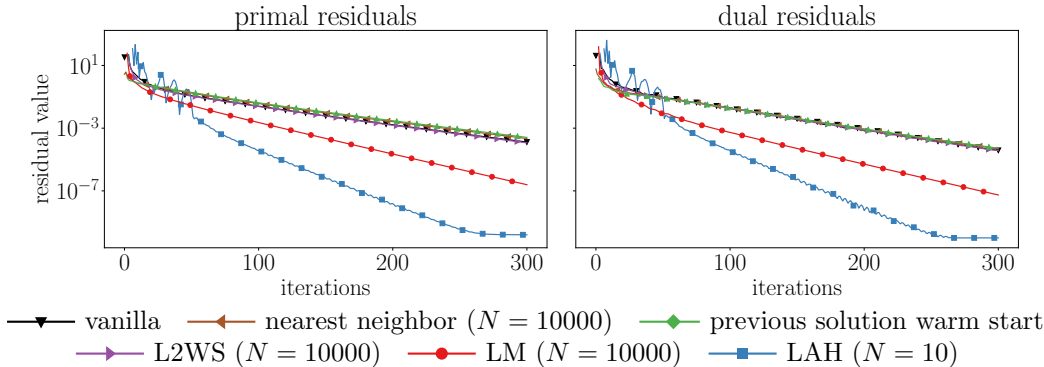 primal residuals
dual residuals
residual value
10^1
10^−3
10^−7
0 100 200 300
0 100 200 300
iterations
iterations
vanilla nearest neighbor (N = 10000) previous solution warm start
L2WS (N = 10000) LM (N = 10000) LAH (N = 10)